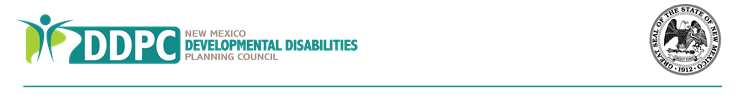 DDPC
NEW MEXICO
DEVELOPMENTAL DISABILITIES
PLANNING COUNCIL
GREAT SEAL OF THE STATE OF NEW MEXICO
• 1912 •